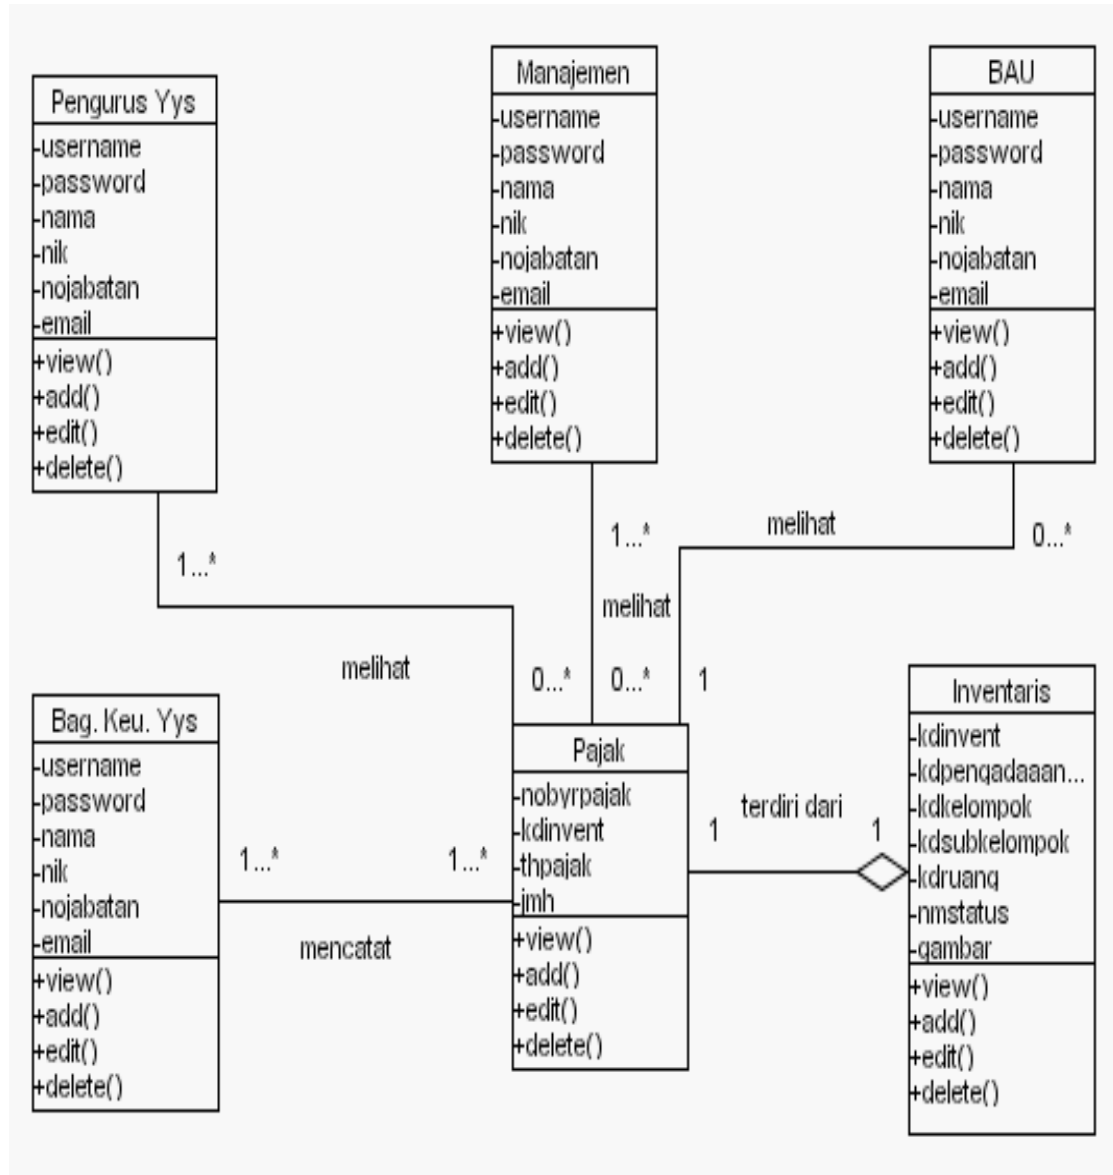 Pengurus Yys
-username
-password
-nama
-nik
-nojabatan
-email
+view()
+add()
+edit()
+delete()
Manajemen
-username
-password
-nama
-nik
-nojabatan
-email
+view()
+add()
+edit()
+delete()
BAU
-username
-password
-nama
-nik
-nojabatan
-email
+view()
+add()
+edit()
+delete()
1...*
1...*
melihat
0...*
melihat
melihat
0...*
0...*
1
Bag. Keu. Yys
-username
-password
-nama
-nik
-nojabatan
-email
+view()
+add()
+edit()
+delete()
1...*
1...*
mencatat
Pajak
-nobyrpajak
-kdinvent
-thpajak
-jmh
+view()
+add()
+edit()
+delete()
1
terdiri dari
1
Inventaris
-kdinvent
-kdpengadaaan...
-kdkelompok
-kdsubkelompok
-kdruang
-nmstatus
-gambar
+view()
+add()
+edit()
+delete()